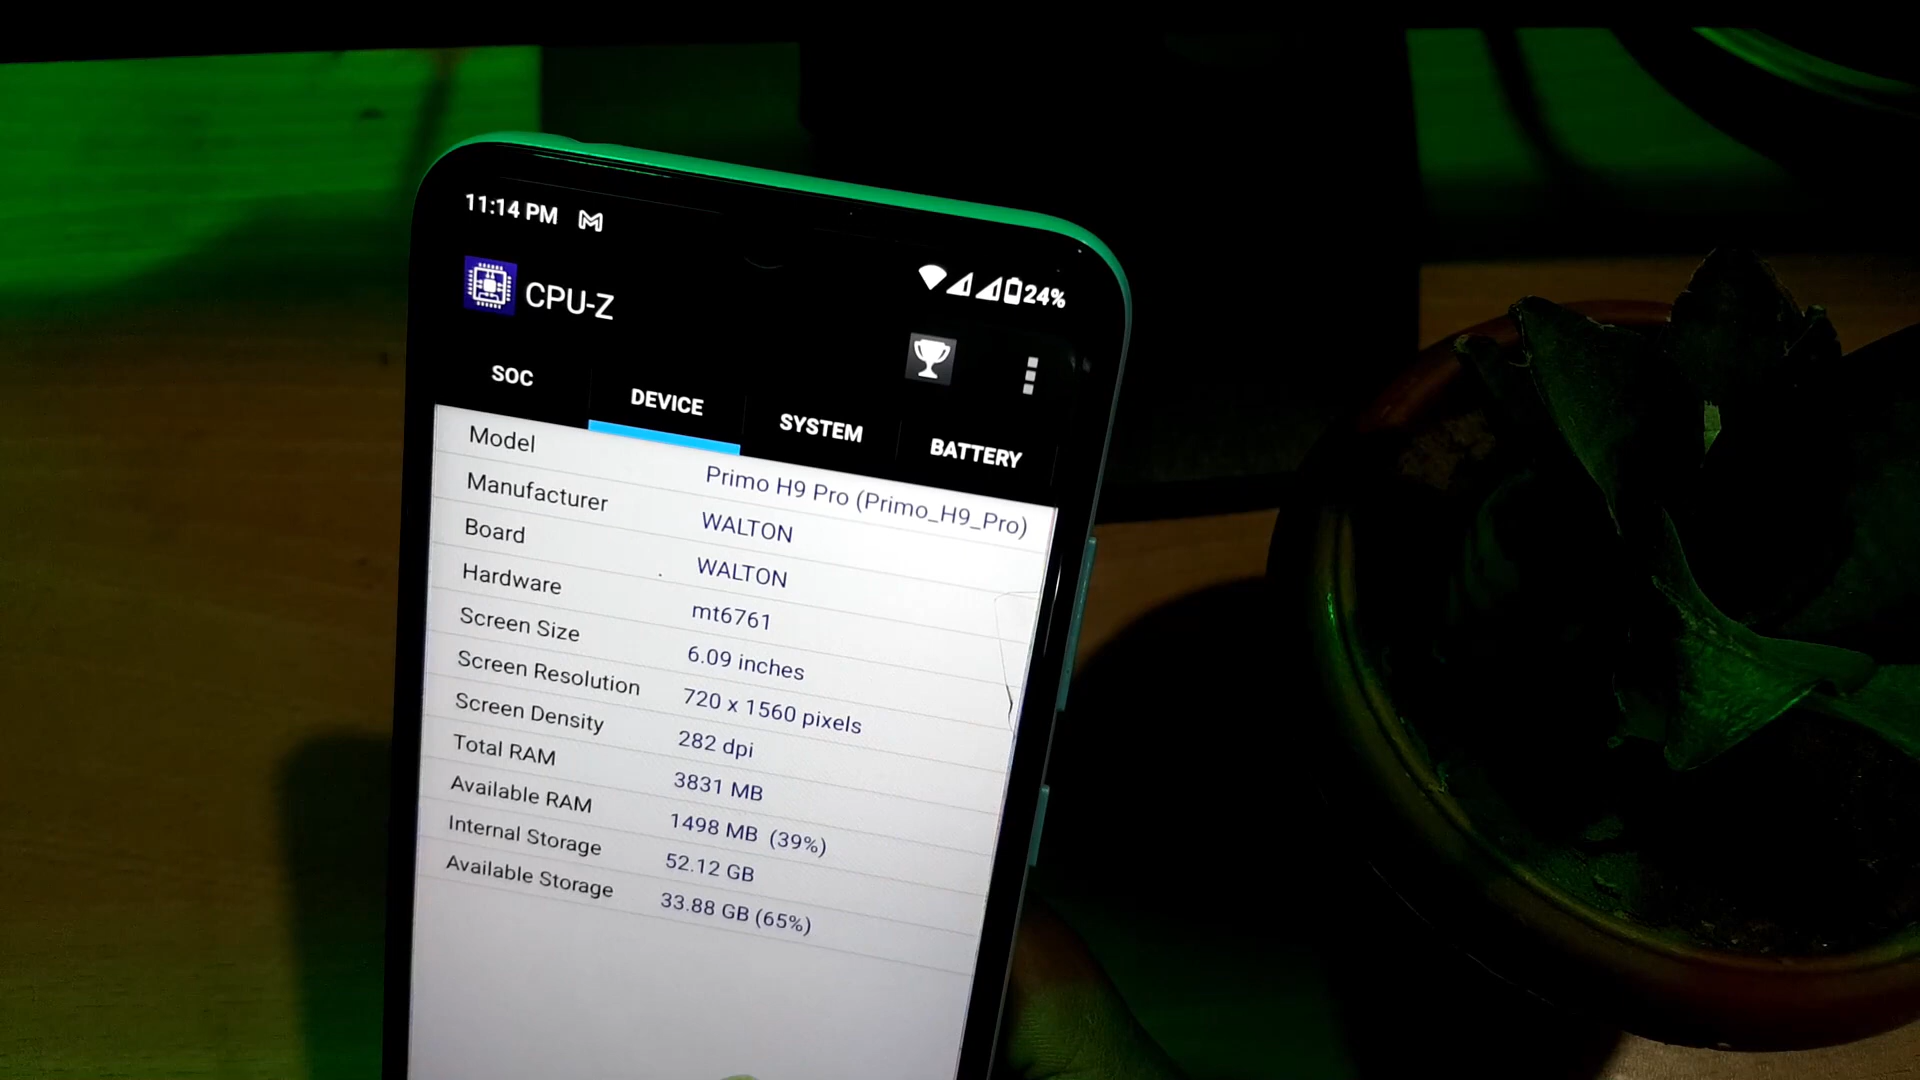 11:14 PM
24%
CPU-Z
SOC DEVICE SYSTEM BATTERY
Model Primo H9 Pro (Primo_H9_Pro)
Manufacturer WALTON
Board WALTON
Hardware mt6761
Screen Size 6.09 inches
Screen Resolution 720 x 1560 pixels
Screen Density 282 dpi
Total RAM 3831 MB
Available RAM 1498 MB (39%)
Internal Storage 52.12 GB
Available Storage 33.88 GB (65%)